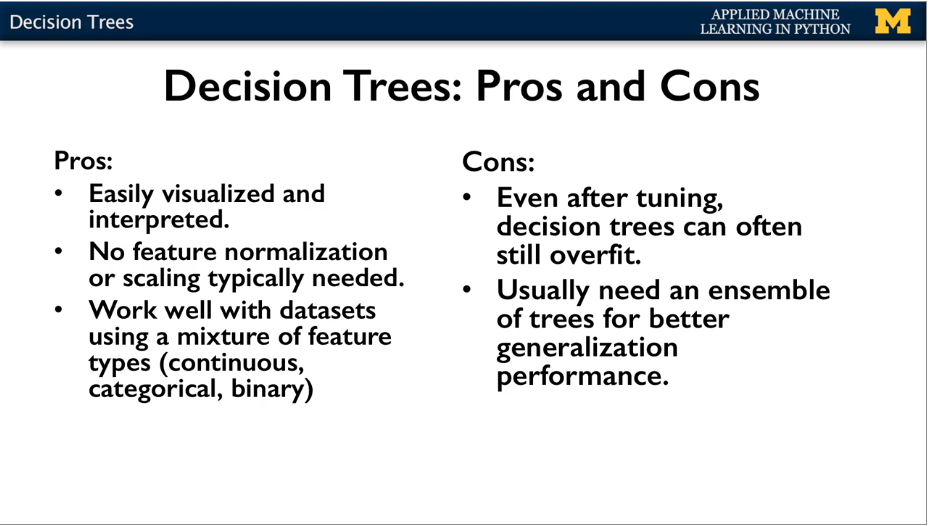 Decision Trees
APPLIED MACHINE
LEARNING IN PYTHON
M
Decision Trees: Pros and Cons
Pros:
• Easily visualized and
interpreted.
• No feature normalization
or scaling typically needed.
• Work well with datasets
using a mixture of feature
types (continuous,
categorical, binary)
Cons:
• Even after tuning,
decision trees can often
still overfit.
• Usually need an ensemble
of trees for better
generalization
performance.